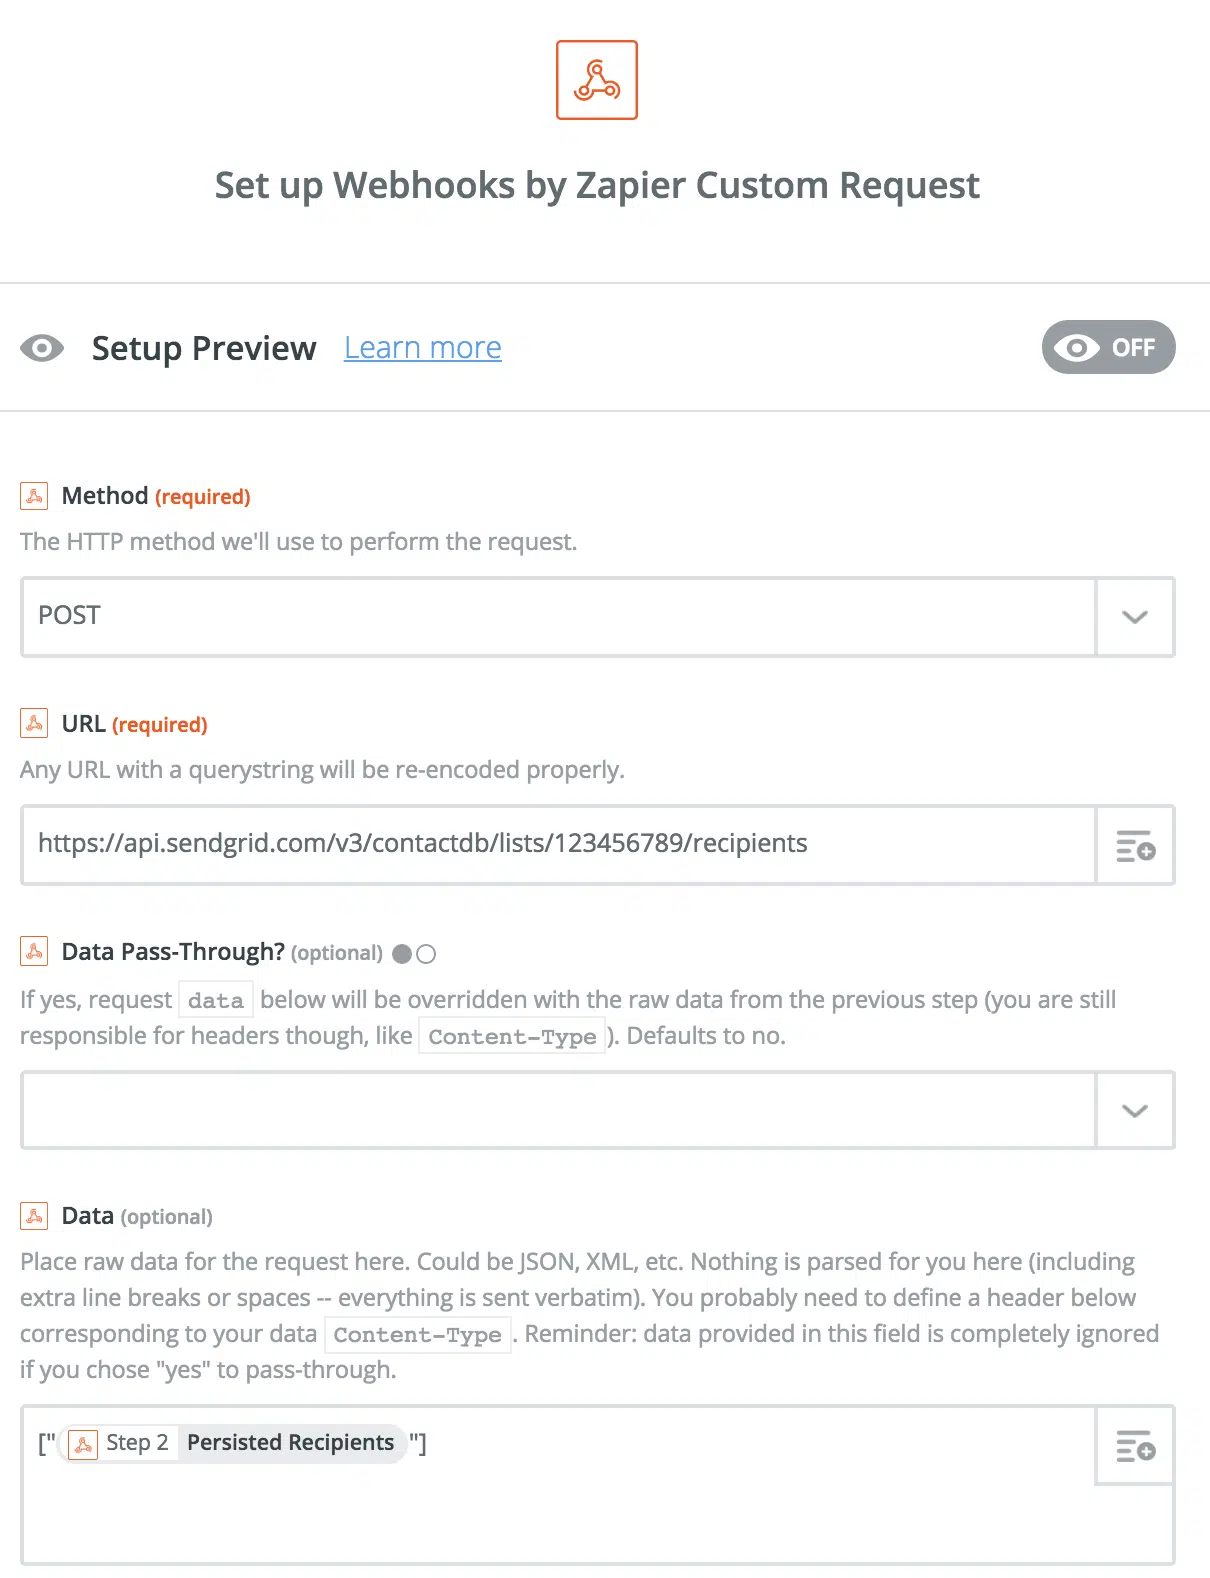 Set up Webhooks by Zapier Custom Request
Setup Preview Learn more OFF
Method (required)
The HTTP method we'll use to perform the request.
POST
URL (required)
Any URL with a querystring will be re-encoded properly.
https://api.sendgrid.com/v3/contactdb/lists/123456789/recipients
Data Pass-Through? (optional)
If yes, request data below will be overridden with the raw data from the previous step (you are still
responsible for headers though, like Content-Type ). Defaults to no.
Data (optional)
Place raw data for the request here. Could be JSON, XML, etc. Nothing is parsed for you here (including
extra line breaks or spaces -- everything is sent verbatim). You probably need to define a header below
corresponding to your data Content-Type . Reminder: data provided in this field is completely ignored
if you chose "yes" to pass-through.
[" Step 2 Persisted Recipients "]